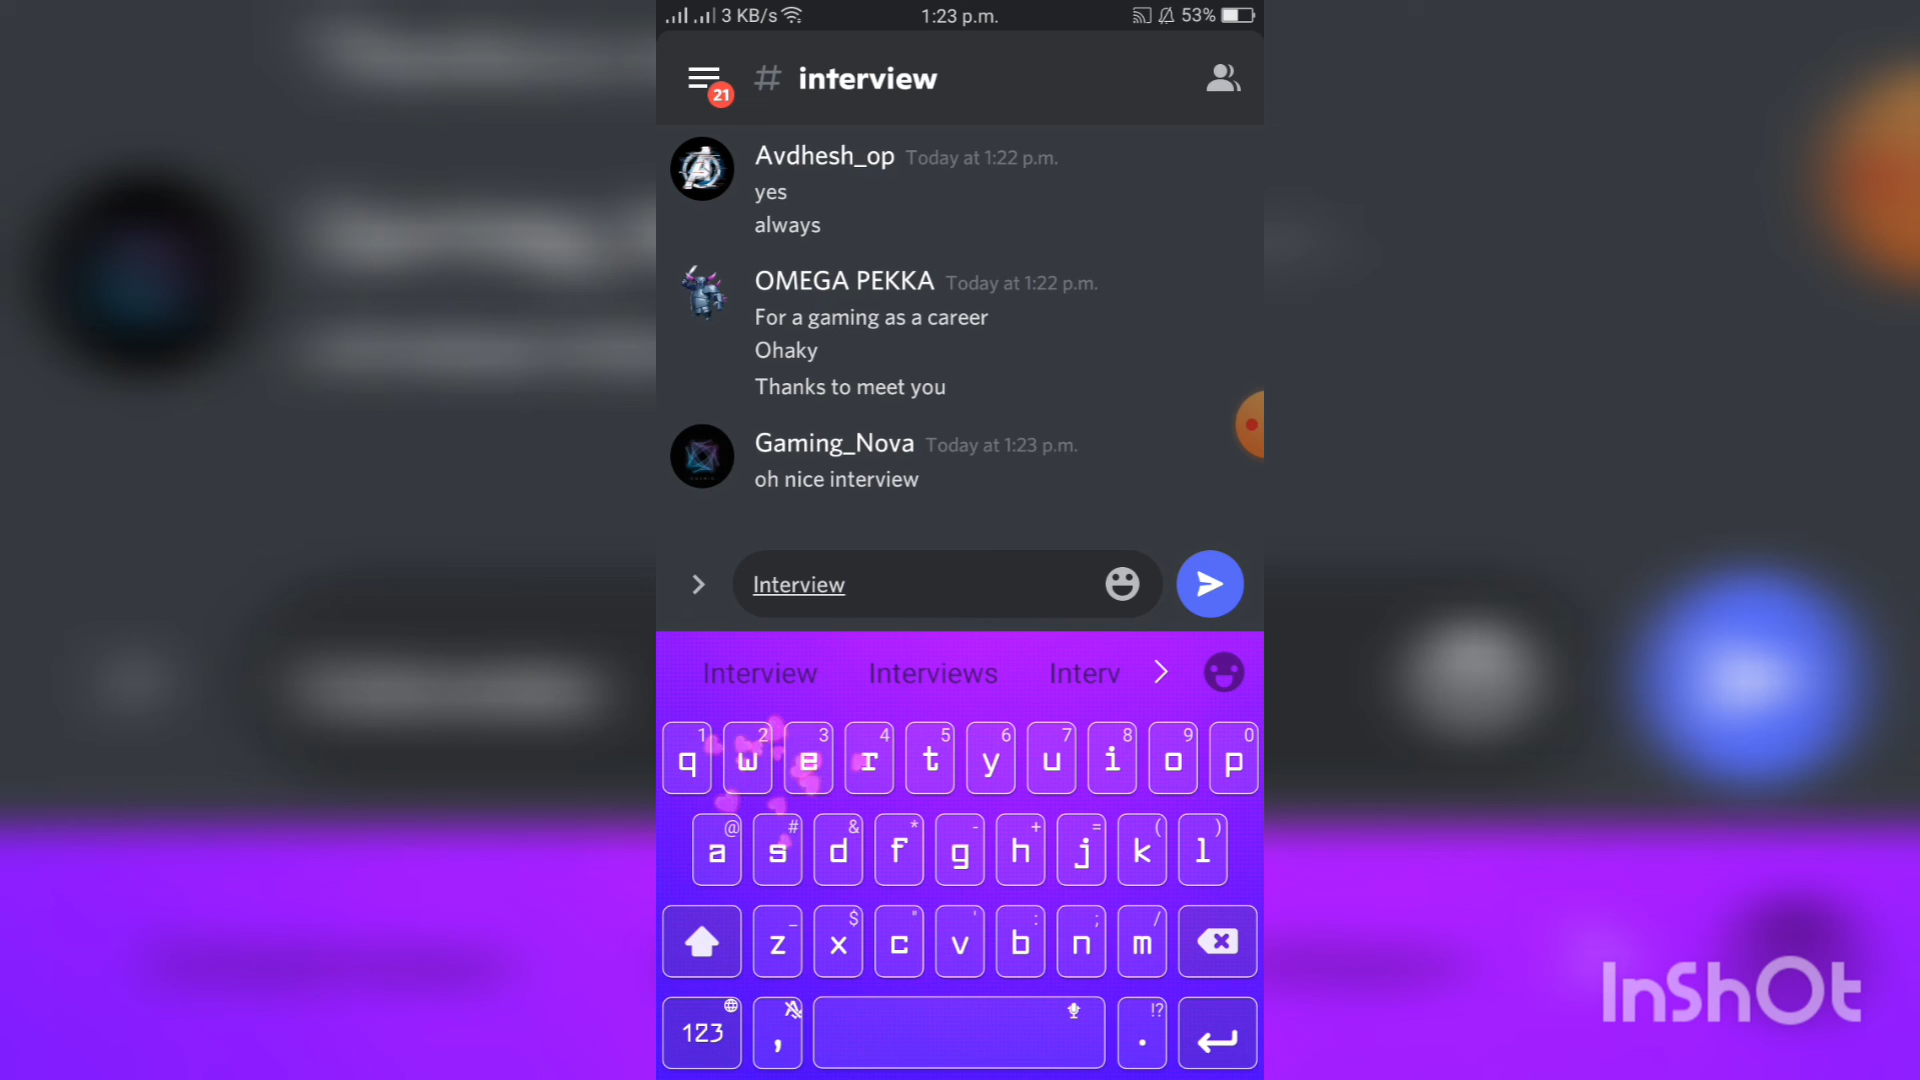 3 KB/s 1:23 p.m. 53%
21 # interview
Avdhesh_op Today at 1:22 p.m.
yes
always
OMEGA PEKKA Today at 1:22 p.m.
For a gaming as a career
Ohaky
Thanks to meet you
Gaming_Nova Today at 1:23 p.m.
oh nice interview
Interview
Interview Interviews Interv
1 2 3 4 5 6 7 8 9 0
q w e r t y u i o p
@ # & * - + = ( )
a s d f g h j k l
_ $ " ' : ; /
z x c v b n m
!?
123 , .
InShOt